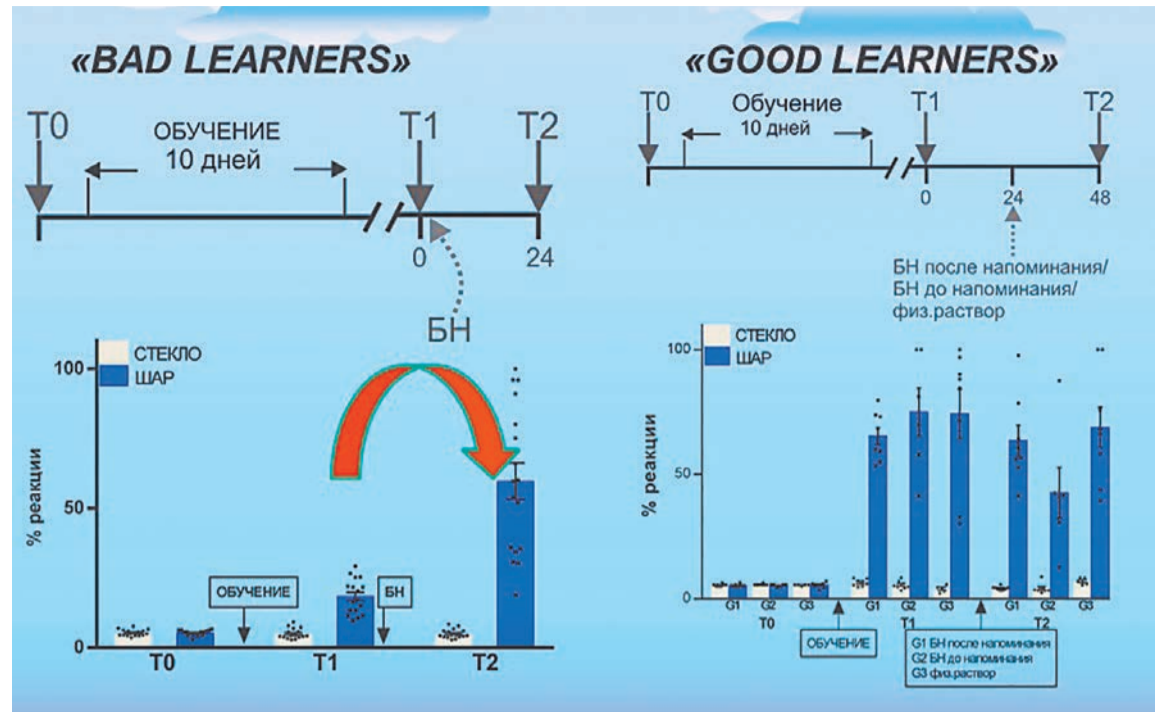 «BAD LEARNERS»
T0
ОБУЧЕНИЕ
10 дней
T1
T2
0
24
БН
СТЕКЛО
ШАР
% реакции
100
50
0
ОБУЧЕНИЕ
БН
T0
T1
T2
«GOOD LEARNERS»
T0
Обучение
10 дней
T1
T2
0
24
48
БН после напоминания/
БН до напоминания/
физ.раствор
СТЕКЛО
ШАР
% реакции
100
50
0
G1
G2
G3
G1
G2
G3
G1
G2
G3
T0
T1
T2
ОБУЧЕНИЕ
G1 БН после напоминания
G2 БН до напоминания
G3 физ.раствор